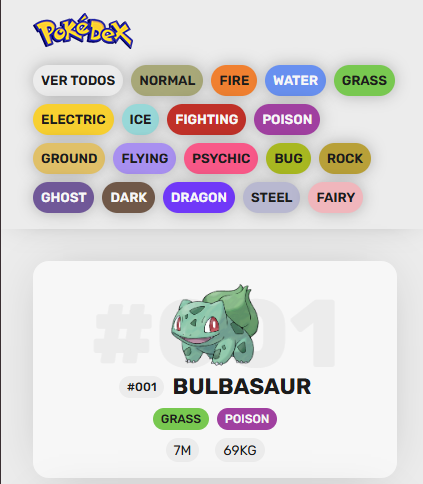 PokéDex
VER TODOS NORMAL FIRE WATER GRASS
ELECTRIC ICE FIGHTING POISON
GROUND FLYING PSYCHIC BUG ROCK
GHOST DARK DRAGON STEEL FAIRY
#001
#001 BULBASAUR
GRASS POISON
7M 69KG